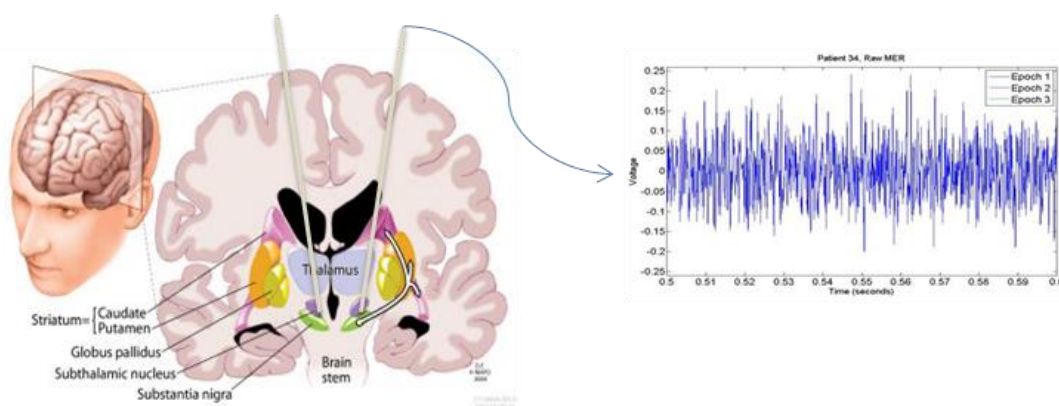 Thalamus
Striatum=
Caudate
Putamen
Globus pallidus
Subthalamic nucleus
Substantia nigra
Brain
stem
Patient 34, Raw MER
Epoch 1
Epoch 2
Epoch 3
Voltage
0.25
0.2
0.15
0.1
0.05
0
-0.05
-0.1
-0.15
-0.2
-0.25
0.5
0.51
0.52
0.53
0.54
0.55
0.56
0.57
0.58
0.59
Time (seconds)